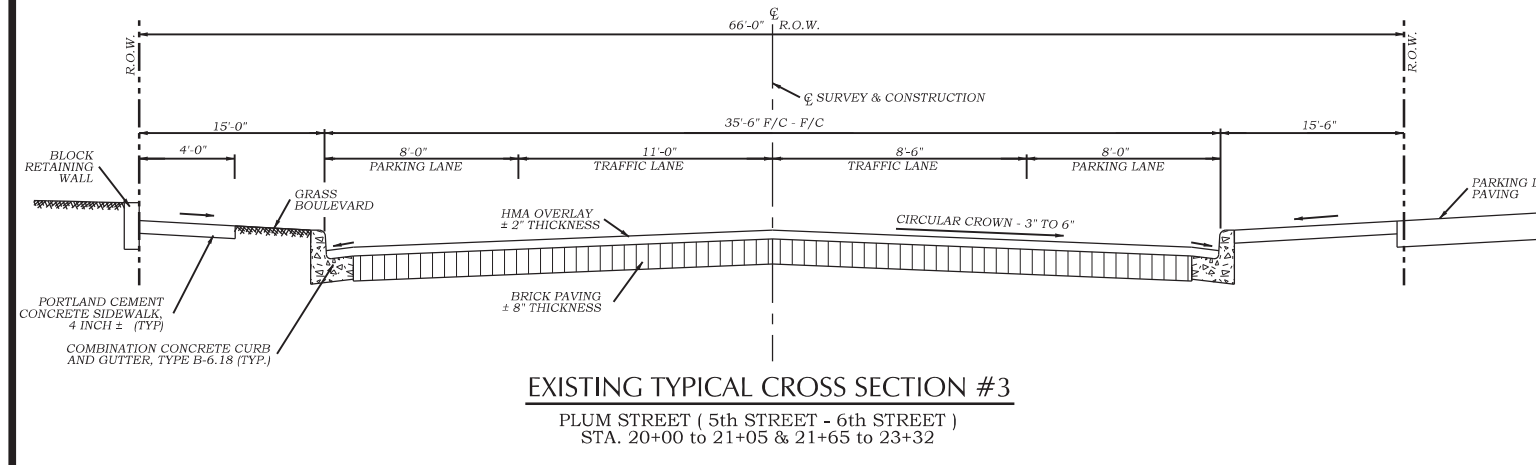 ℄
66'-0" R.O.W.
R.O.W.
R.O.W.
℄ SURVEY & CONSTRUCTION
15'-0"
35'-6" F/C - F/C
15'-6"
4'-0"
8'-0"
PARKING LANE
11'-0"
TRAFFIC LANE
8'-6"
TRAFFIC LANE
8'-0"
PARKING LANE
BLOCK
RETAINING
WALL
GRASS
BOULEVARD
HMA OVERLAY
± 2" THICKNESS
CIRCULAR CROWN - 3" TO 6"
PARKING L
PAVING
BRICK PAVING
± 8" THICKNESS
PORTLAND CEMENT
CONCRETE SIDEWALK,
4 INCH ± (TYP)
COMBINATION CONCRETE CURB
AND GUTTER, TYPE B-6.18 (TYP.)
EXISTING TYPICAL CROSS SECTION #3
PLUM STREET ( 5th STREET - 6th STREET )
STA. 20+00 to 21+05 & 21+65 to 23+32